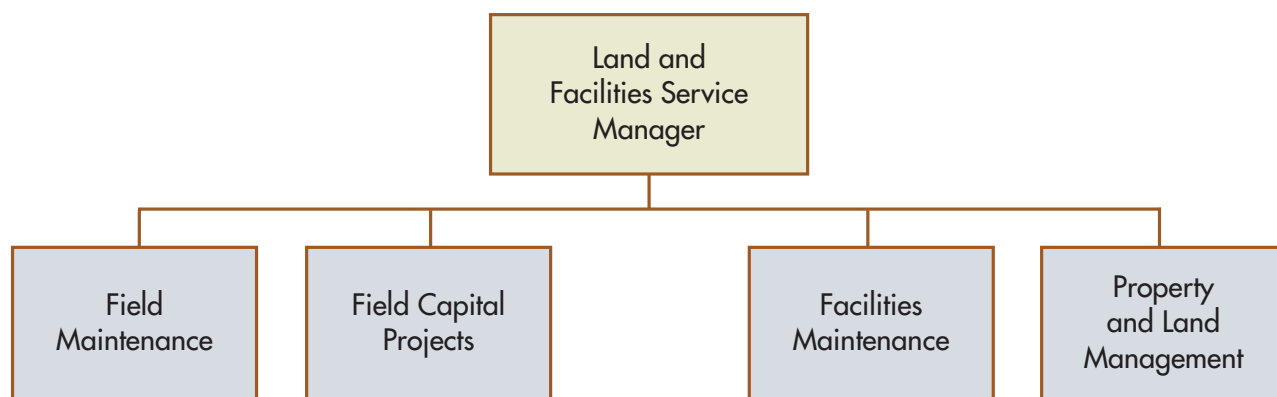 Land and
Facilities Service
Manager
Field
Maintenance
Field Capital
Projects
Facilities
Maintenance
Property
and Land
Management